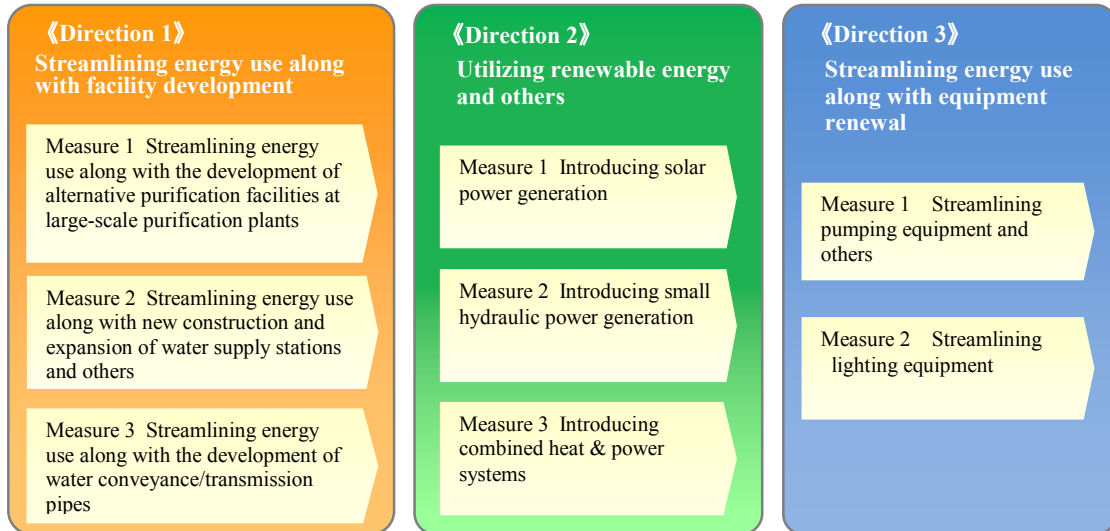 《Direction 1》
Streamlining energy use along
with facility development
Measure 1 Streamlining energy
use along with the development of
alternative purification facilities at
large-scale purification plants
Measure 2 Streamlining energy use
along with new construction and
expansion of water supply stations
and others
Measure 3 Streamlining energy
use along with the development of
water conveyance/transmission
pipes
《Direction 2》
Utilizing renewable energy
and others
Measure 1 Introducing solar
power generation
Measure 2 Introducing small
hydraulic power generation
Measure 3 Introducing
combined heat & power
systems
《Direction 3》
Streamlining energy use
along with equipment
renewal
Measure 1 Streamlining
pumping equipment and
others
Measure 2 Streamlining
lighting equipment